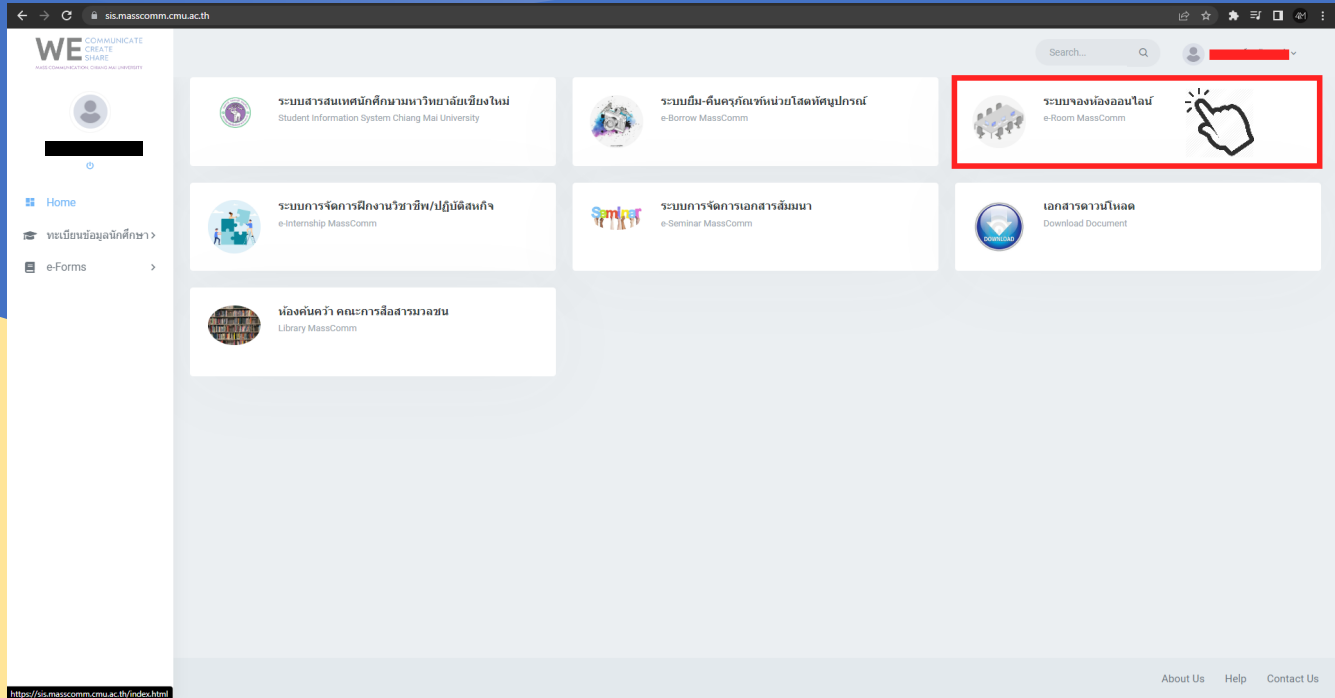 sis.masscomm.cmu.ac.th
WE COMMUNICATE
CREATE
SHARE
MASS COMMUNICATION CHIANG MAI UNIVERSITY
Search...
Home
ทะเบียนข้อมูลนักศึกษา
e-Forms
ระบบสารสนเทศนักศึกษามหาวิทยาลัยเชียงใหม่
Student Information System Chiang Mai University
ระบบยืม-คืนครุภัณฑ์หน่วยโสตทัศนูปกรณ์
e-Borrow MassComm
ระบบจองห้องออนไลน์
e-Room MassComm
ระบบการจัดการฝึกงานวิชาชีพ/ปฏิบัติสหกิจ
e-Internship MassComm
Seminar
ระบบการจัดการเอกสารสัมมนา
e-Seminar MassComm
DOWNLOAD
เอกสารดาวน์โหลด
Download Document
ห้องค้นคว้า คณะการสื่อสารมวลชน
Library MassComm
About Us
Help
Contact Us
https://sis.masscomm.cmu.ac.th/index.html